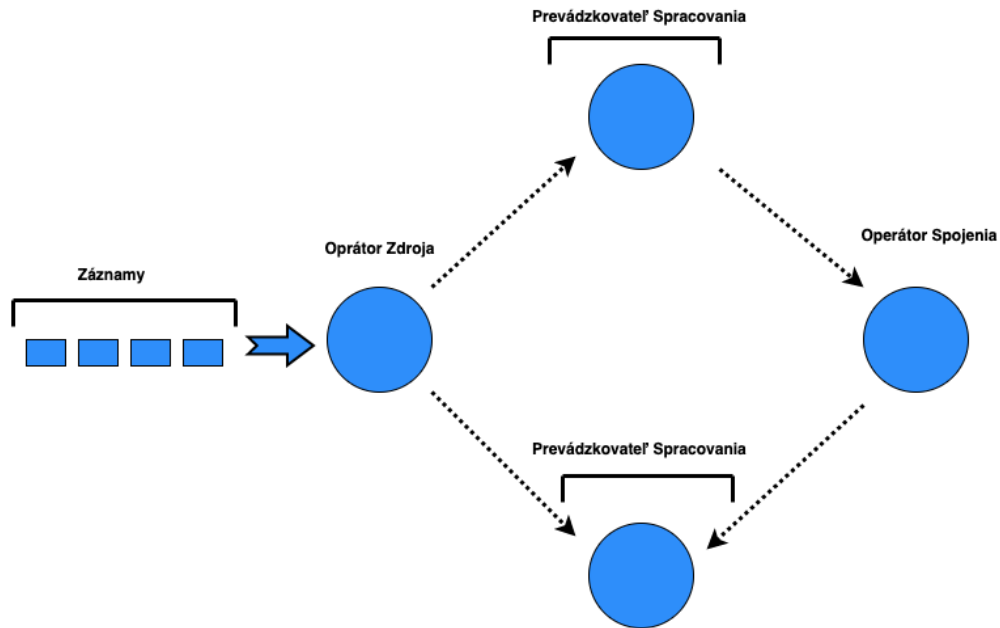 Prevádzkovateľ Spracovania
Oprátor Zdroja
Operátor Spojenia
Záznamy
Prevádzkovateľ Spracovania